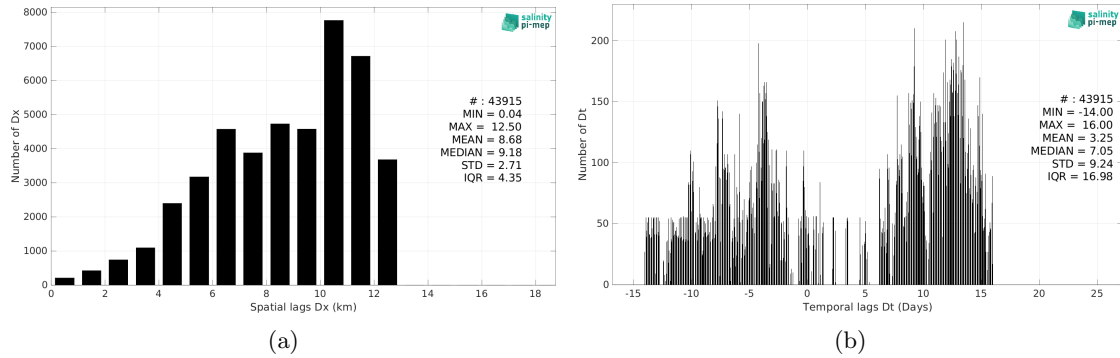 8000
7000
6000
5000
4000
3000
2000
1000
0
Number of Dx
0 2 4 6 8 10 12 14 16 18
Spatial lags Dx (km)
salinity
pi-mep
# : 43915
MIN = 0.04
MAX = 12.50
MEAN = 8.68
MEDIAN = 9.18
STD = 2.71
IQR = 4.35
(a)
200
150
100
50
0
Number of Dt
-15 -10 -5 0 5 10 15 20 25
Temporal lags Dt (Days)
salinity
pi-mep
# : 43915
MIN = -14.00
MAX = 16.00
MEAN = 3.25
MEDIAN = 7.05
STD = 9.24
IQR = 16.98
(b)